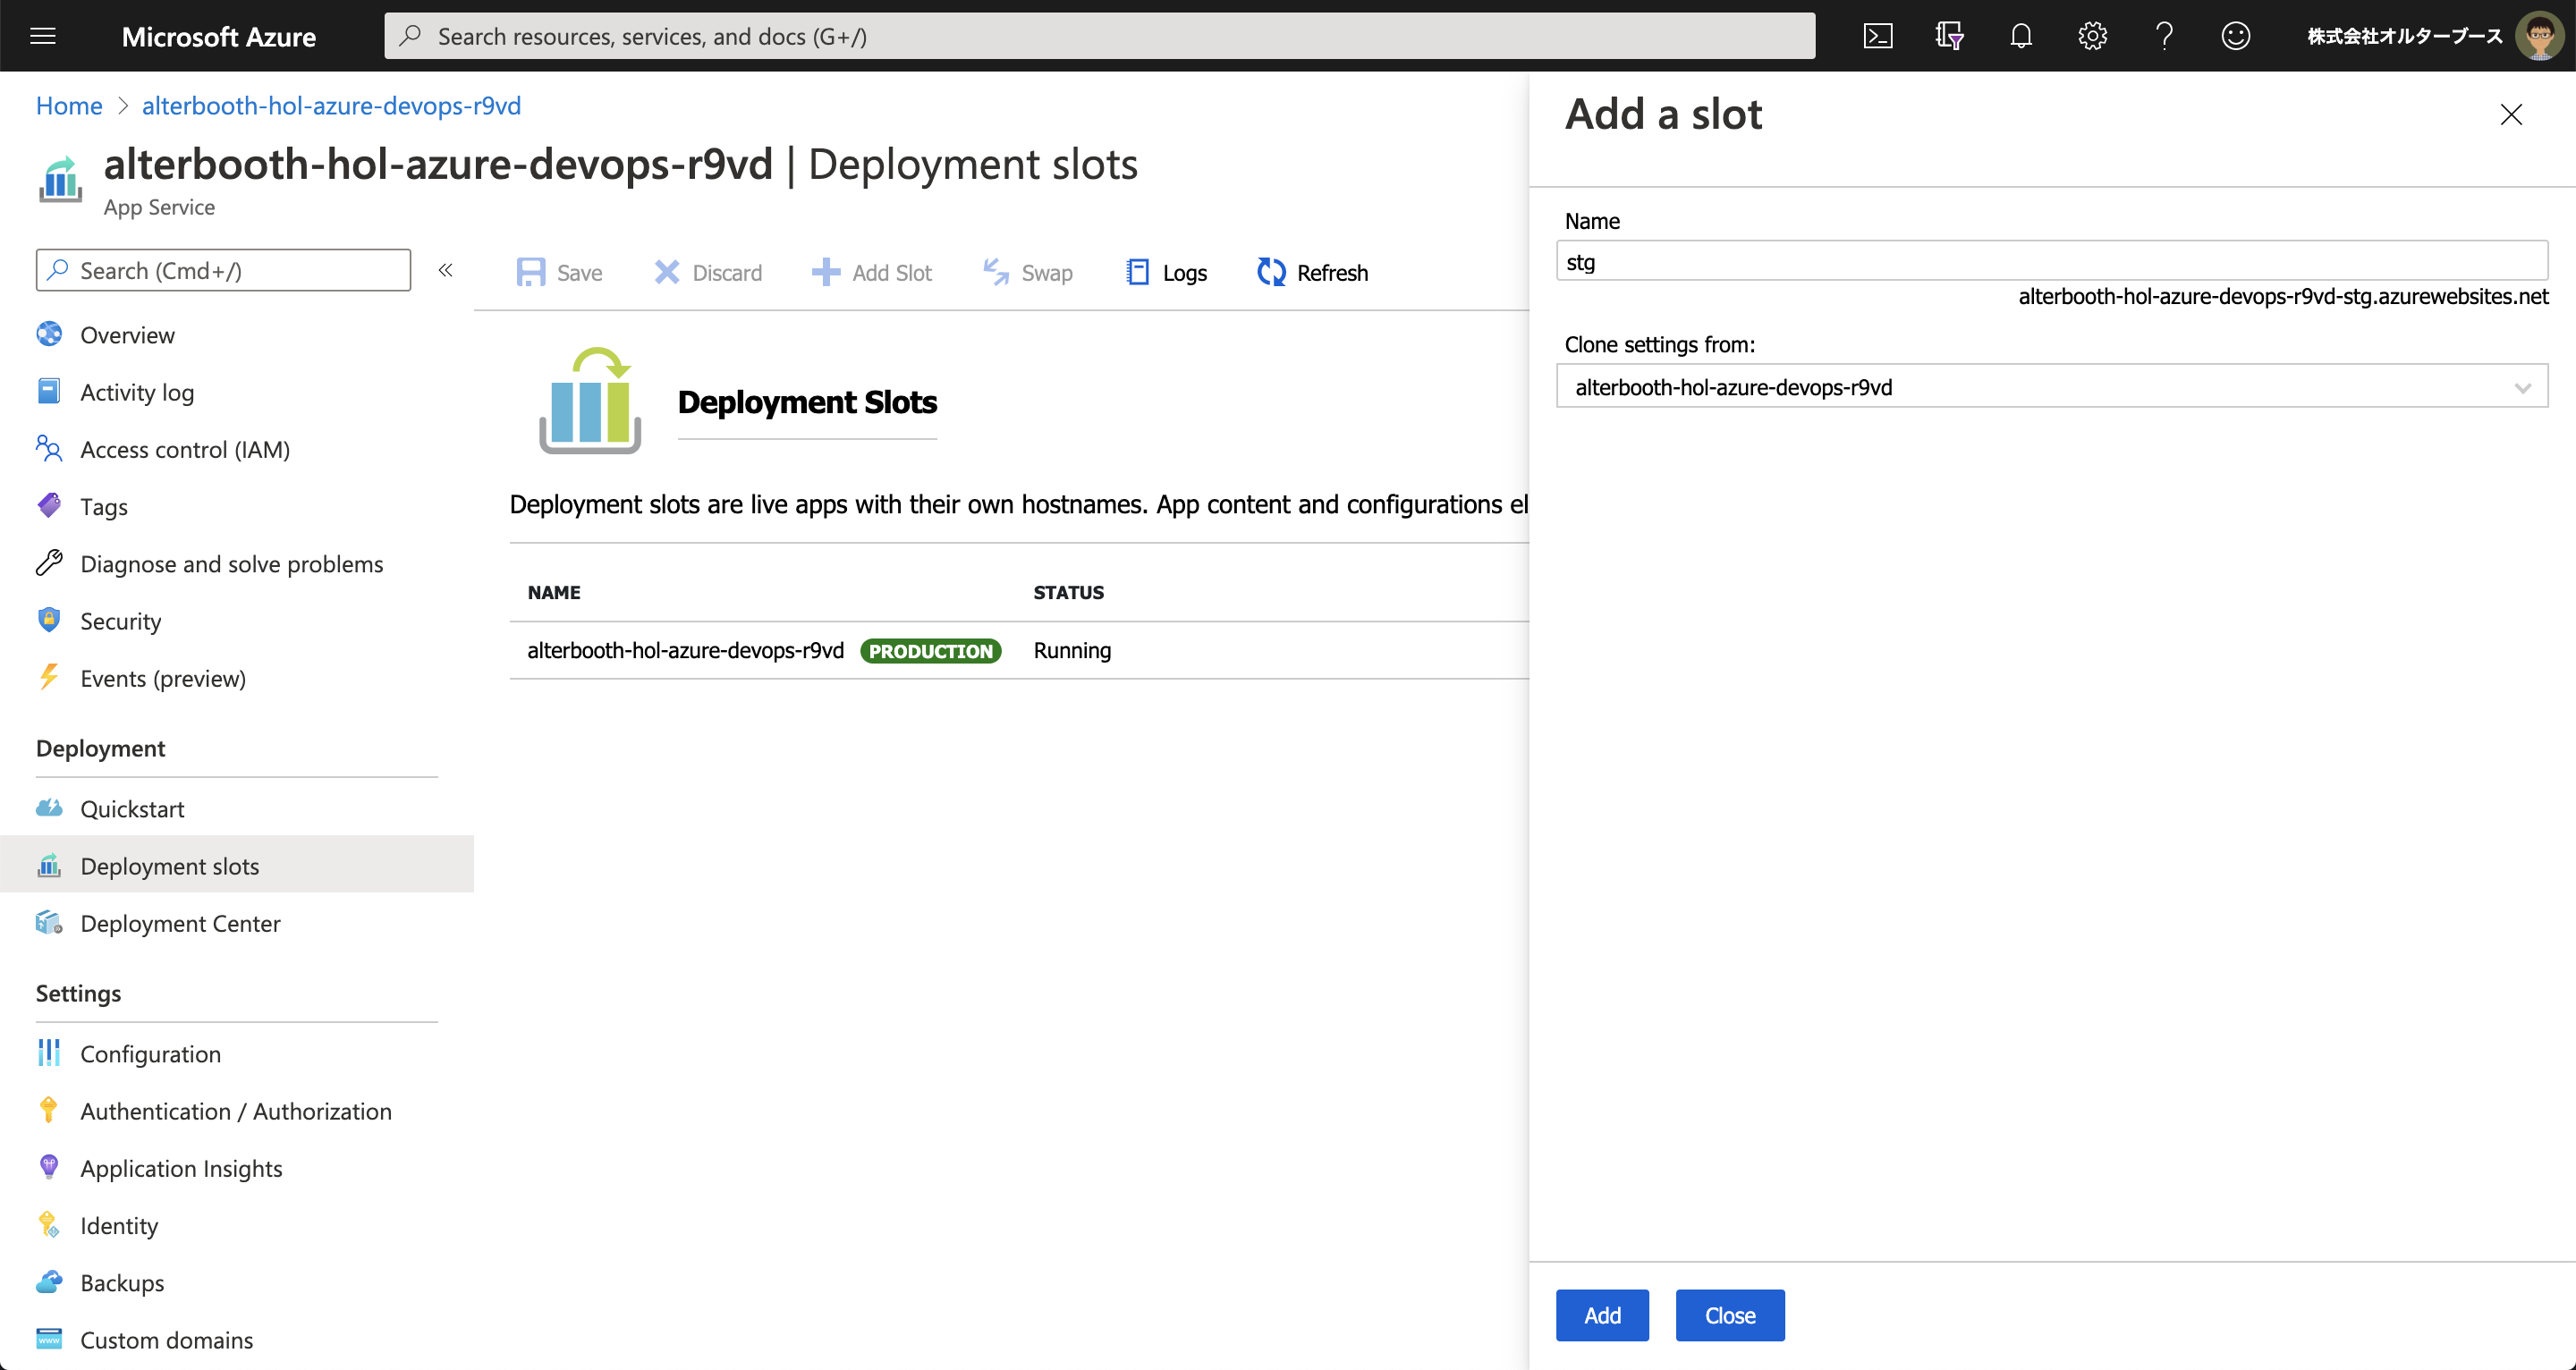 Microsoft Azure
Search resources, services, and docs (G+/)
株式会社オルターブース
Home > alterbooth-hol-azure-devops-r9vd
alterbooth-hol-azure-devops-r9vd | Deployment slots
App Service
Search (Cmd+/)
Overview
Activity log
Access control (IAM)
Tags
Diagnose and solve problems
Security
Events (preview)
Deployment
Quickstart
Deployment slots
Deployment Center
Settings
Configuration
Authentication / Authorization
Application Insights
Identity
Backups
Custom domains
Save
Discard
Add Slot
Swap
Logs
Refresh
Deployment Slots
Deployment slots are live apps with their own hostnames. App content and configurations el
NAME STATUS
alterbooth-hol-azure-devops-r9vd PRODUCTION Running
Add a slot
Name
stg
alterbooth-hol-azure-devops-r9vd-stg.azurewebsites.net
Clone settings from:
alterbooth-hol-azure-devops-r9vd
Add
Close